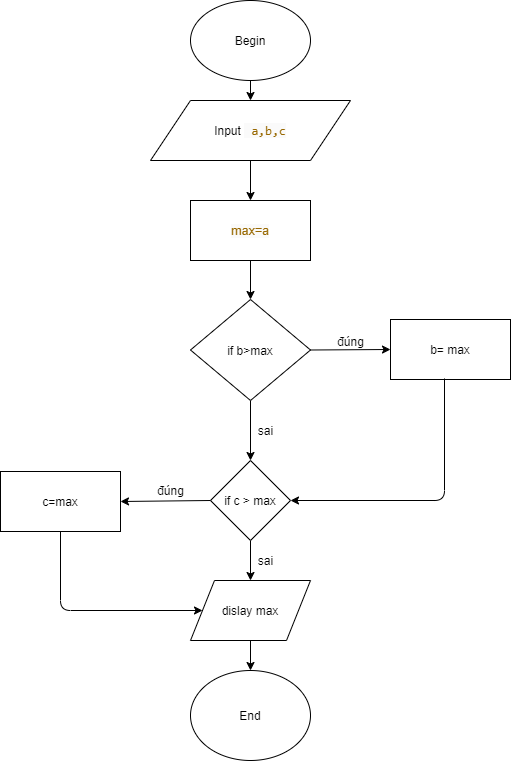 Begin
Input a,b,c
max=a
if b>max
đúng
b= max
sai
if c > max
đúng
c=max
sai
dislay max
End